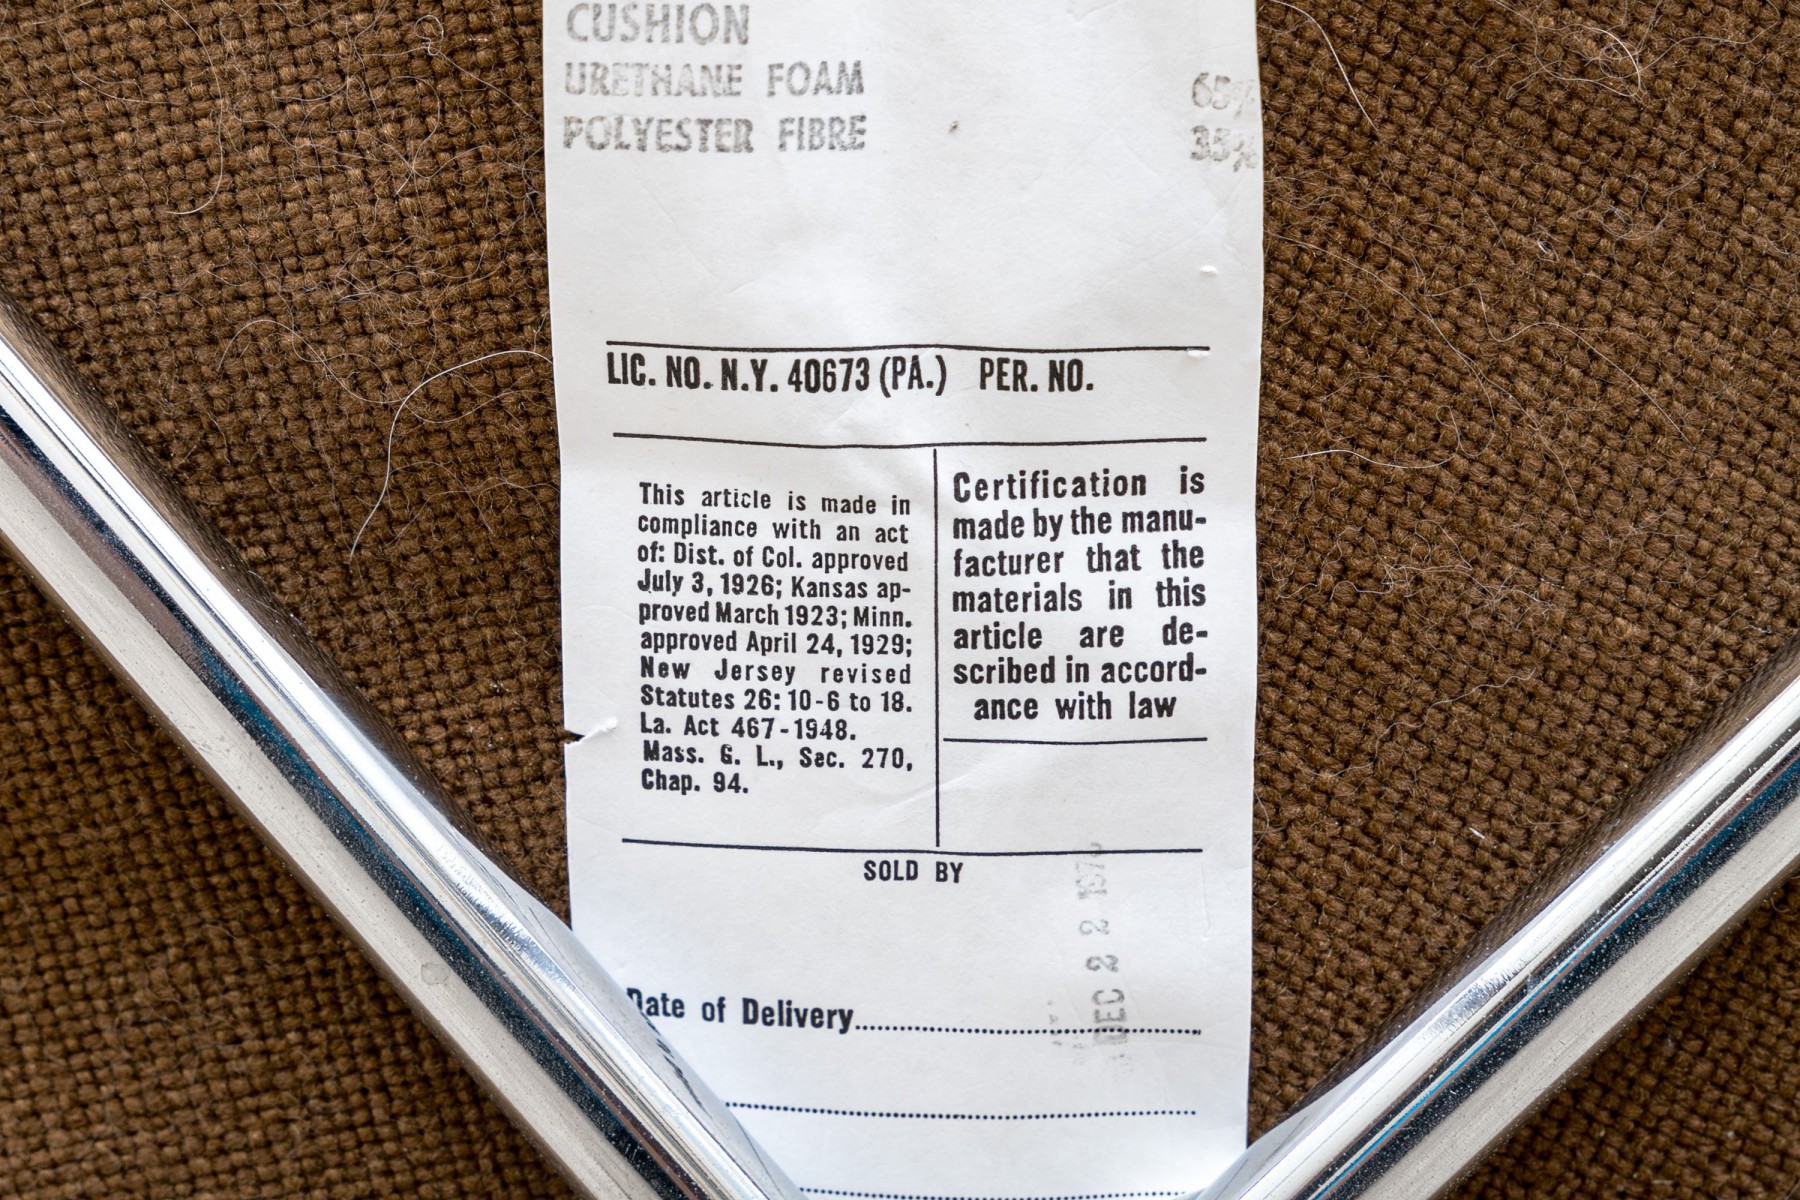 CUSHION
URETHANE FOAM 65%
POLYESTER FIBRE 35%
LIC. NO. N.Y. 40673 (PA.) PER. NO.
This article is made in
compliance with an act
of: Dist. of Col. approved
July 3, 1926; Kansas ap-
proved March 1923; Minn.
approved April 24, 1929;
New Jersey revised
Statutes 26: 10-6 to 18.
La. Act 467-1948.
Mass. G. L., Sec. 270,
Chap. 94.
Certification is
made by the manu-
facturer that the
materials in this
article are de-
scribed in accord-
ance with law
SOLD BY
DEC 22
Date of Delivery